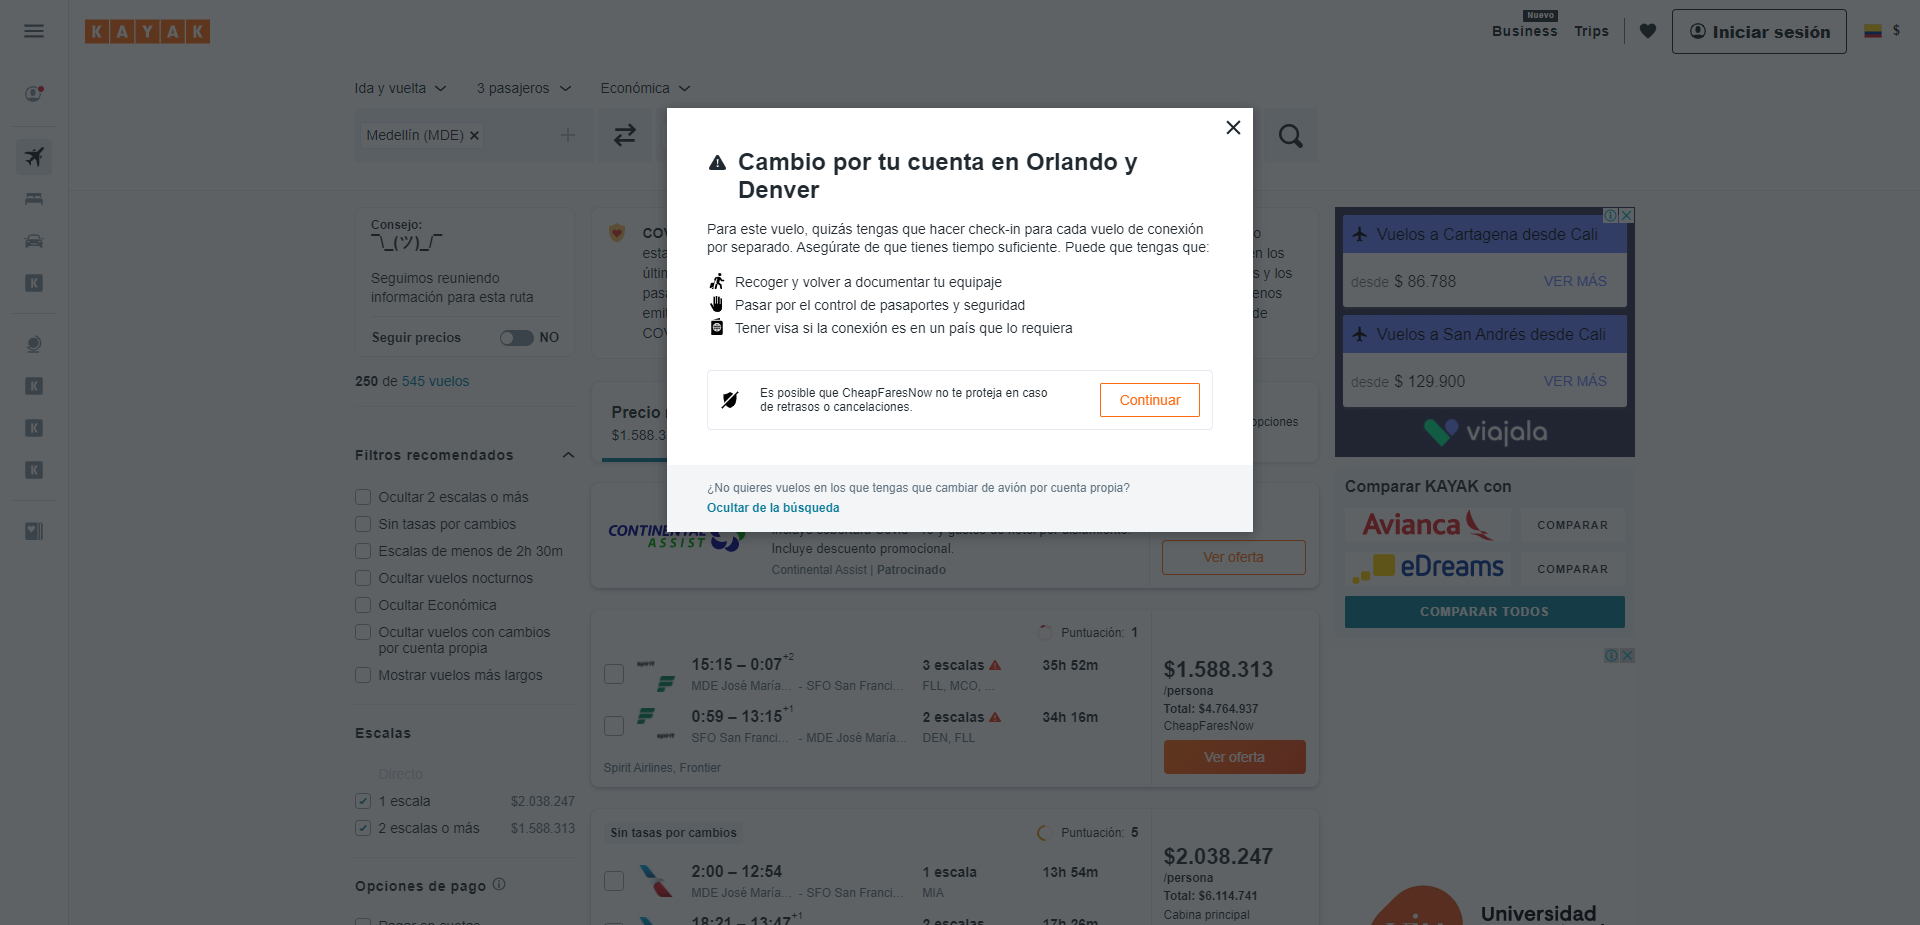 KAYAK
Nuevo
Business
Trips
Iniciar sesión
$
Ida y vuelta
3 pasajeros
Económica
Medellín (MDE)
Cambio por tu cuenta en Orlando y
Denver
Para este vuelo, quizás tengas que hacer check-in para cada vuelo de conexión
por separado. Asegúrate de que tienes tiempo suficiente. Puede que tengas que:
Recoger y volver a documentar tu equipaje
Pasar por el control de pasaportes y seguridad
Tener visa si la conexión es en un país que lo requiera
Es posible que CheapFaresNow no te proteja en caso
de retrasos o cancelaciones.
Continuar
¿No quieres vuelos en los que tengas que cambiar de avión por cuenta propia?
Ocultar de la búsqueda
Consejo:
¯\_(ツ)_/¯
Seguimos reuniendo
información para esta ruta
Seguir precios
NO
250 de 545 vuelos
Filtros recomendados
Ocultar 2 escalas o más
Sin tasas por cambios
Escalas de menos de 2h 30m
Ocultar vuelos nocturnos
Ocultar Económica
Ocultar vuelos con cambios
por cuenta propia
Mostrar vuelos más largos
Escalas
Directo
1 escala
$2.038.247
2 escalas o más
$1.588.313
Opciones de pago
Precio
$1.588.3
opciones
CONTINENTAL
ASSIST
Incluye descuento promocional.
Continental Assist | Patrocinado
Ver oferta
Puntuación: 1
15:15 – 0:07+2
MDE José María... - SFO San Franci...
3 escalas
FLL, MCO, ...
35h 52m
0:59 – 13:15+1
SFO San Franci... - MDE José María...
2 escalas
DEN, FLL
34h 16m
Spirit Airlines, Frontier
$1.588.313
/persona
Total: $4.764.937
CheapFaresNow
Ver oferta
Sin tasas por cambios
Puntuación: 5
2:00 – 12:54
MDE José María... - SFO San Franci...
1 escala
MIA
13h 54m
18:21 – 13:47+1
2 escalas
17h 26m
$2.038.247
/persona
Total: $6.114.741
Cabina principal
Vuelos a Cartagena desde Cali
desde $ 86.788
VER MÁS
Vuelos a San Andrés desde Cali
desde $ 129.900
VER MÁS
viajala
Comparar KAYAK con
Avianca
COMPARAR
eDreams
COMPARAR
COMPARAR TODOS
Universidad